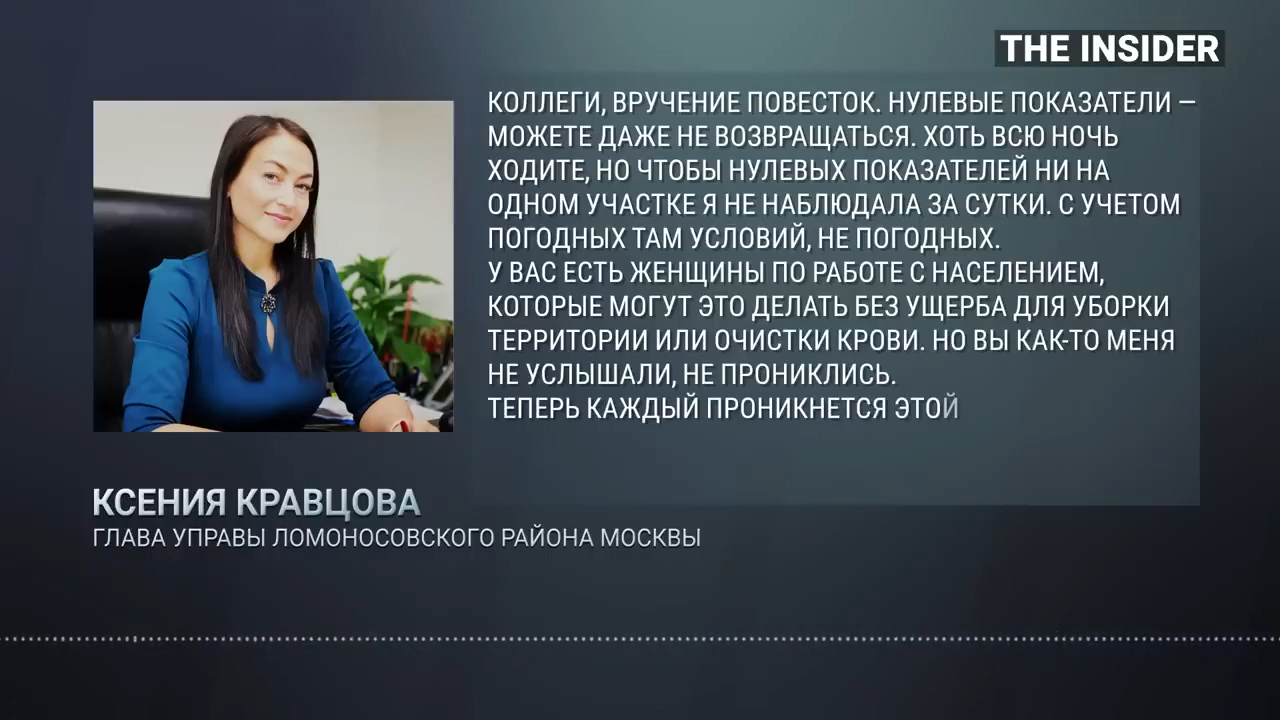 THE INSIDER
КОЛЛЕГИ, ВРУЧЕНИЕ ПОВЕСТОК. НУЛЕВЫЕ ПОКАЗАТЕЛИ –
МОЖЕТЕ ДАЖЕ НЕ ВОЗВРАЩАТЬСЯ. ХОТЬ ВСЮ НОЧЬ
ХОДИТЕ, НО ЧТОБЫ НУЛЕВЫХ ПОКАЗАТЕЛЕЙ НИ НА
ОДНОМ УЧАСТКЕ Я НЕ НАБЛЮДАЛА ЗА СУТКИ. С УЧЕТОМ
ПОГОДНЫХ ТАМ УСЛОВИЙ, НЕ ПОГОДНЫХ.
У ВАС ЕСТЬ ЖЕНЩИНЫ ПО РАБОТЕ С НАСЕЛЕНИЕМ,
КОТОРЫЕ МОГУТ ЭТО ДЕЛАТЬ БЕЗ УЩЕРБА ДЛЯ УБОРКИ
ТЕРРИТОРИИ ИЛИ ОЧИСТКИ КРОВИ. НО ВЫ КАК-ТО МЕНЯ
НЕ УСЛЫШАЛИ, НЕ ПРОНИКЛИСЬ.
ТЕПЕРЬ КАЖДЫЙ ПРОНИКНЕТСЯ ЭТОЙ
КСЕНИЯ КРАВЦОВА
ГЛАВА УПРАВЫ ЛОМОНОСОВСКОГО РАЙОНА МОСКВЫ